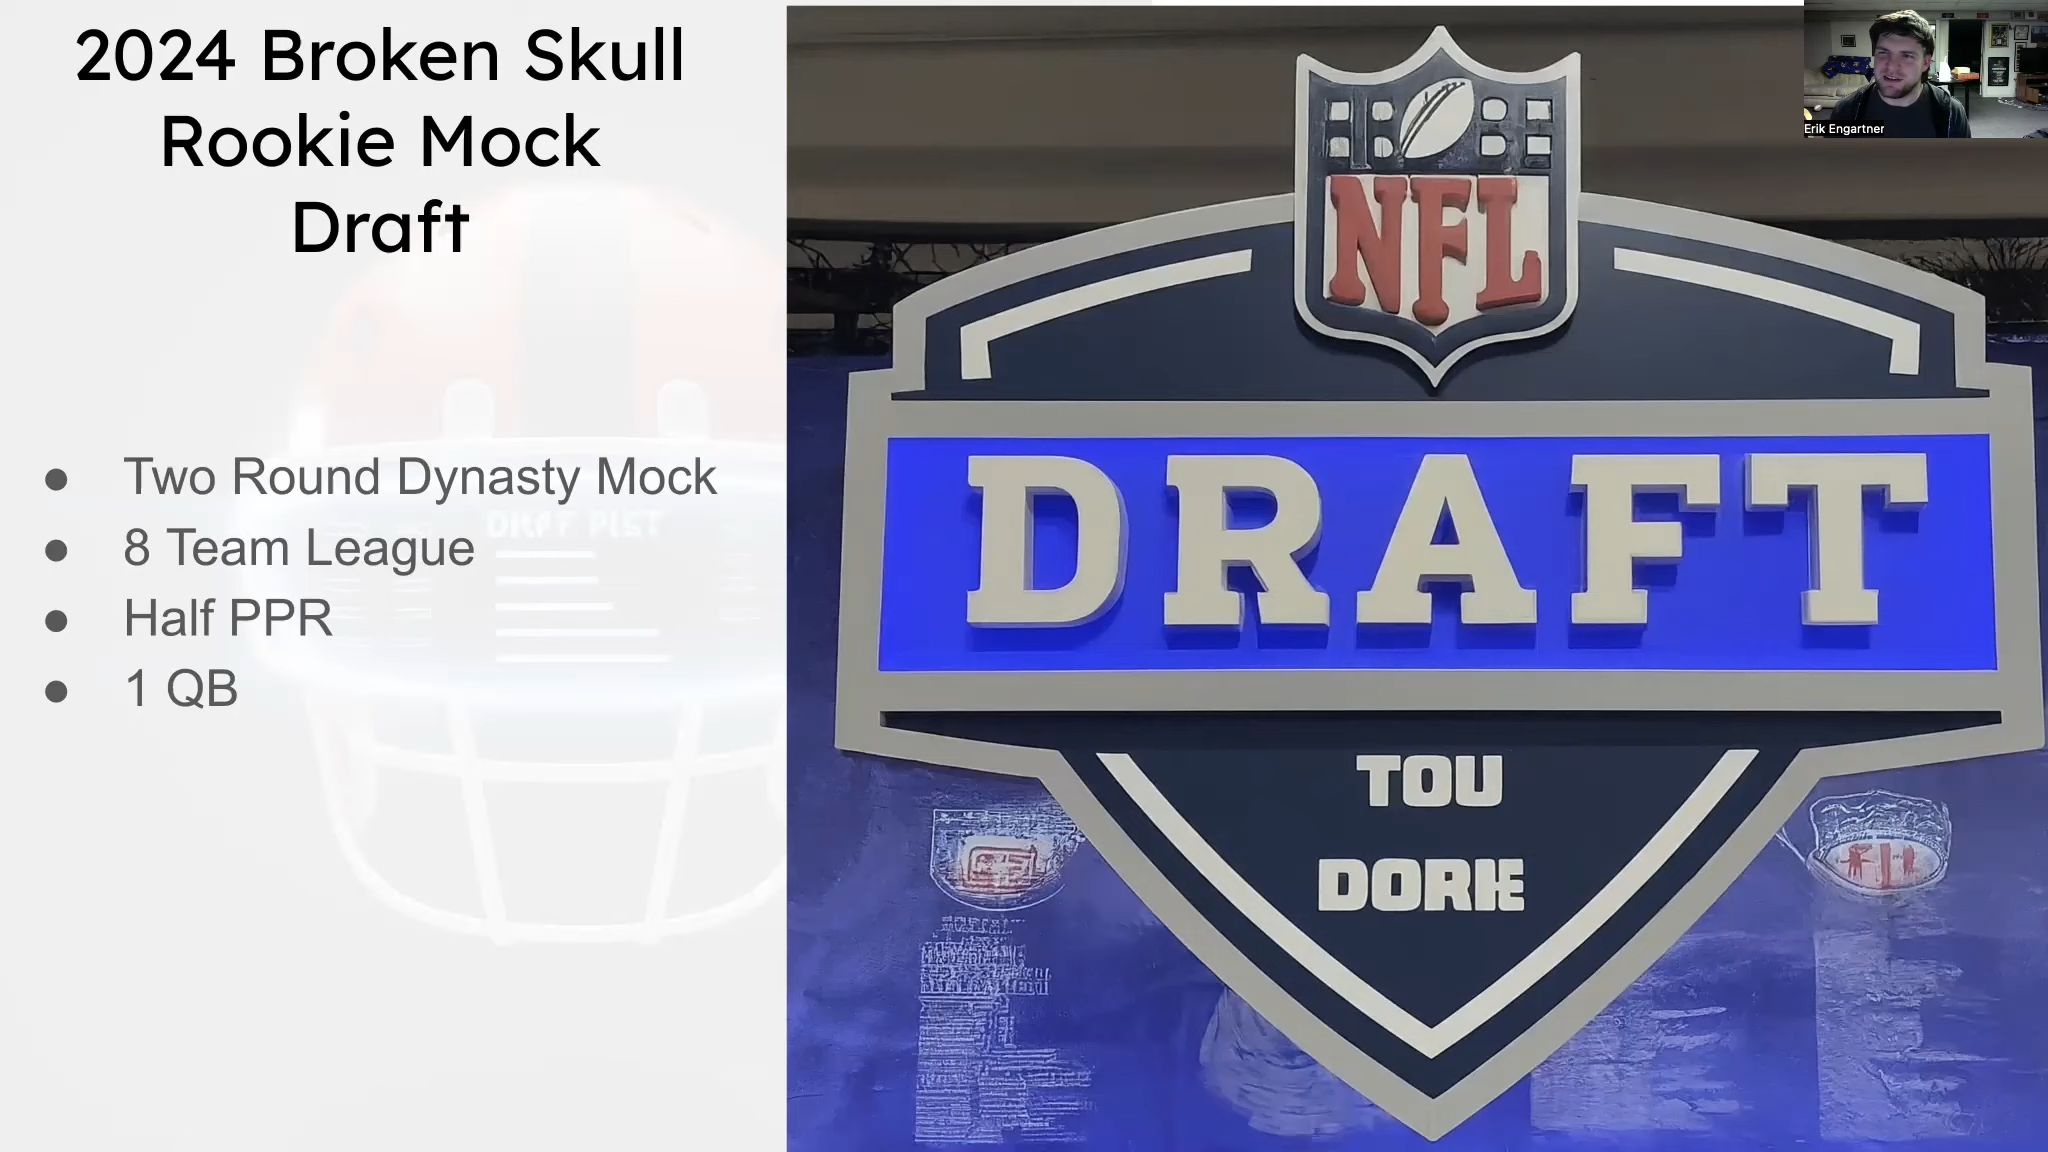 2024 Broken Skull
Rookie Mock
Draft
● Two Round Dynasty Mock
● 8 Team League
● Half PPR
● 1 QB
NFL
DRAFT
TOU
DORIE
Erik Engartner